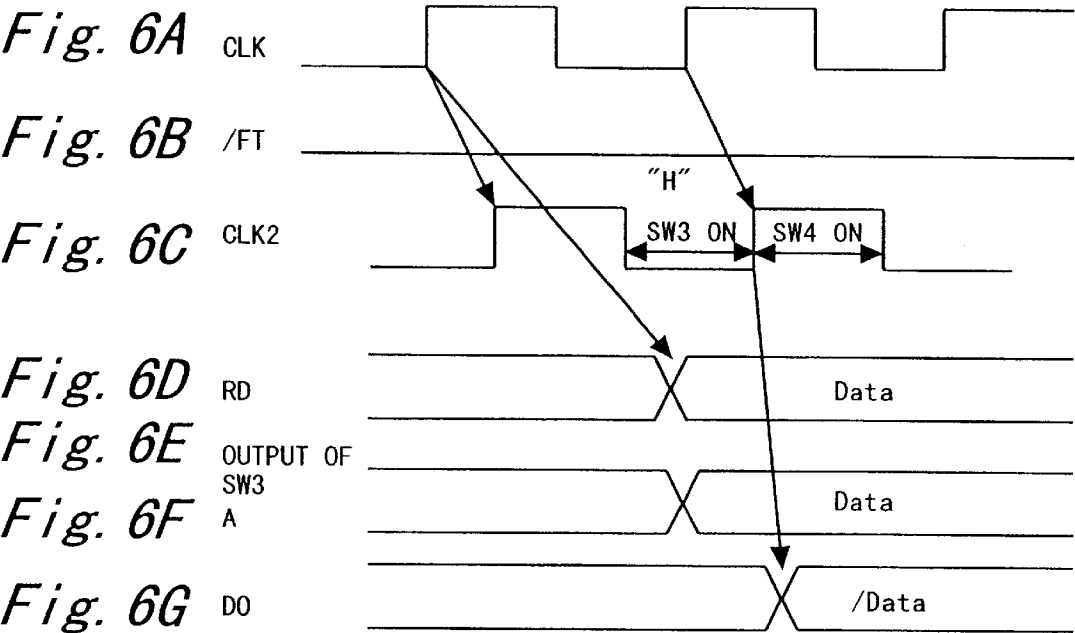 Fig. 6A CLK
Fig. 6B /FT
"H"
Fig. 6C CLK2
SW3 ON SW4 ON
Fig. 6D RD Data
Fig. 6E OUTPUT OF
SW3
Data
Fig. 6F A
Fig. 6G DO /Data